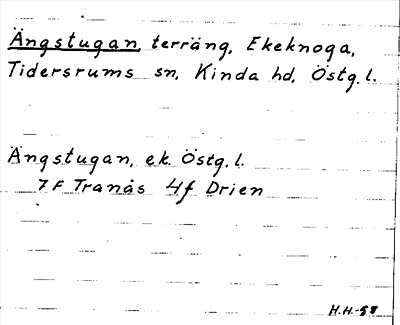 Ängstugan, terräng, Ekeknoga,
Tidersrums sn, Kinda hd, Östg. l.
Ängstugan, ek. Östg. l.
7 F Tranås 4f Drien
H.H.-58